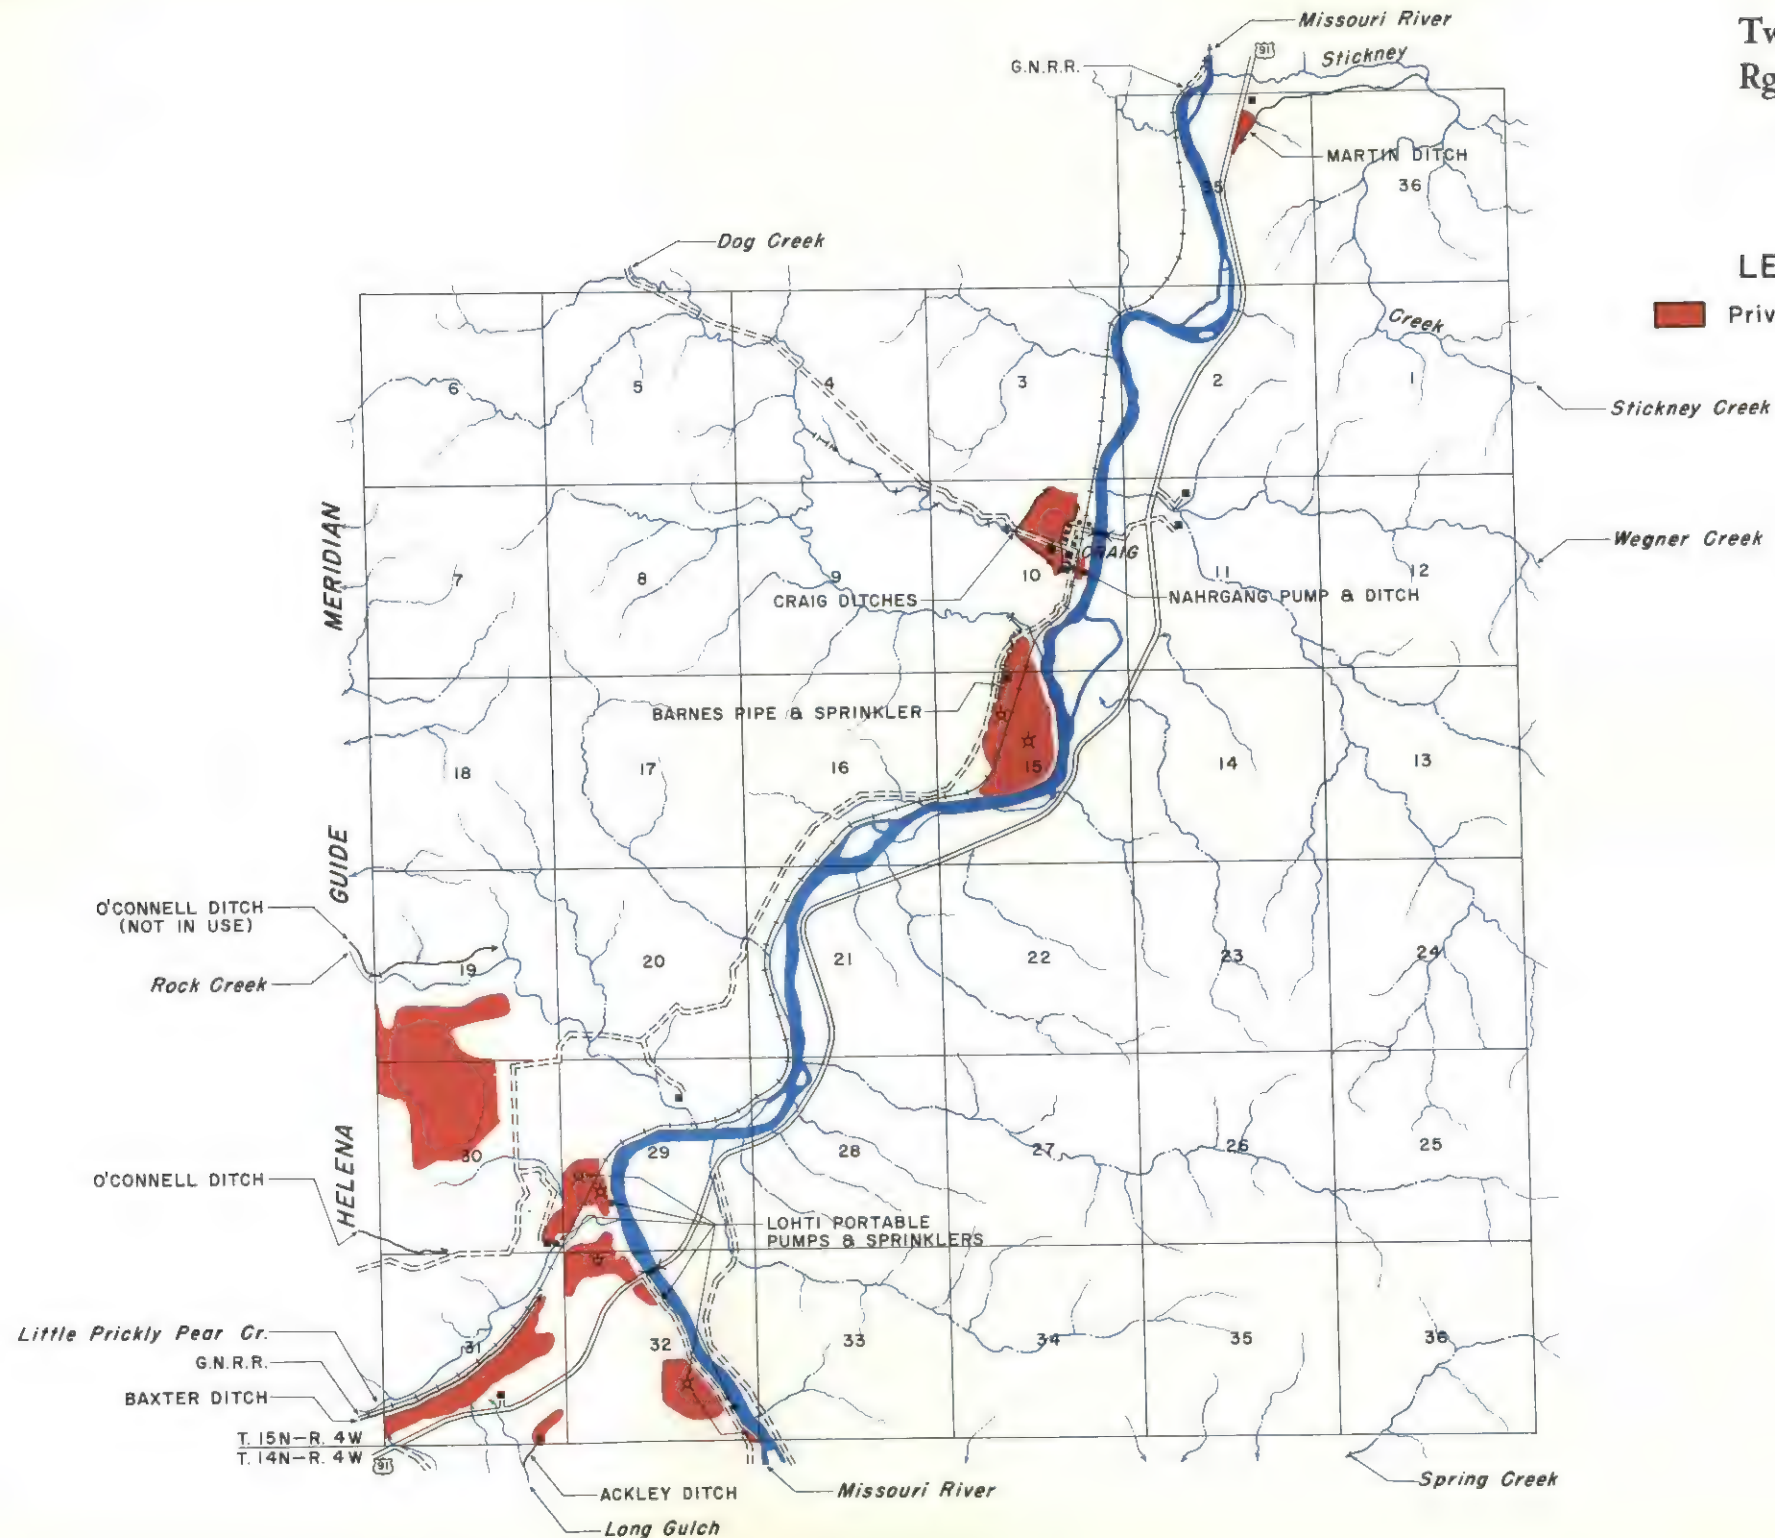 Missouri River
91
Stickney
G.N.R.R.
MARTIN DITCH
35
36
Dog Creek
Creek
6
5
4
3
2
1
Stickney Creek
MERIDIAN
CRAIG
Wegner Creek
7
8
9
10
11
12
CRAIG DITCHES
NAHRGANG PUMP & DITCH
BARNES PIPE & SPRINKLER
18
17
16
15
14
13
GUIDE
O'CONNELL DITCH
(NOT IN USE)
Rock Creek
19
20
21
22
23
24
HELENA
30
29
28
27
26
25
O'CONNELL DITCH
LOHTI PORTABLE
PUMPS & SPRINKLERS
Little Prickly Pear Cr.
G.N.R.R.
BAXTER DITCH
31
32
33
34
35
36
T. 15N-R. 4W
T. 14N-R. 4W
91
ACKLEY DITCH
Long Gulch
Missouri River
Spring Creek